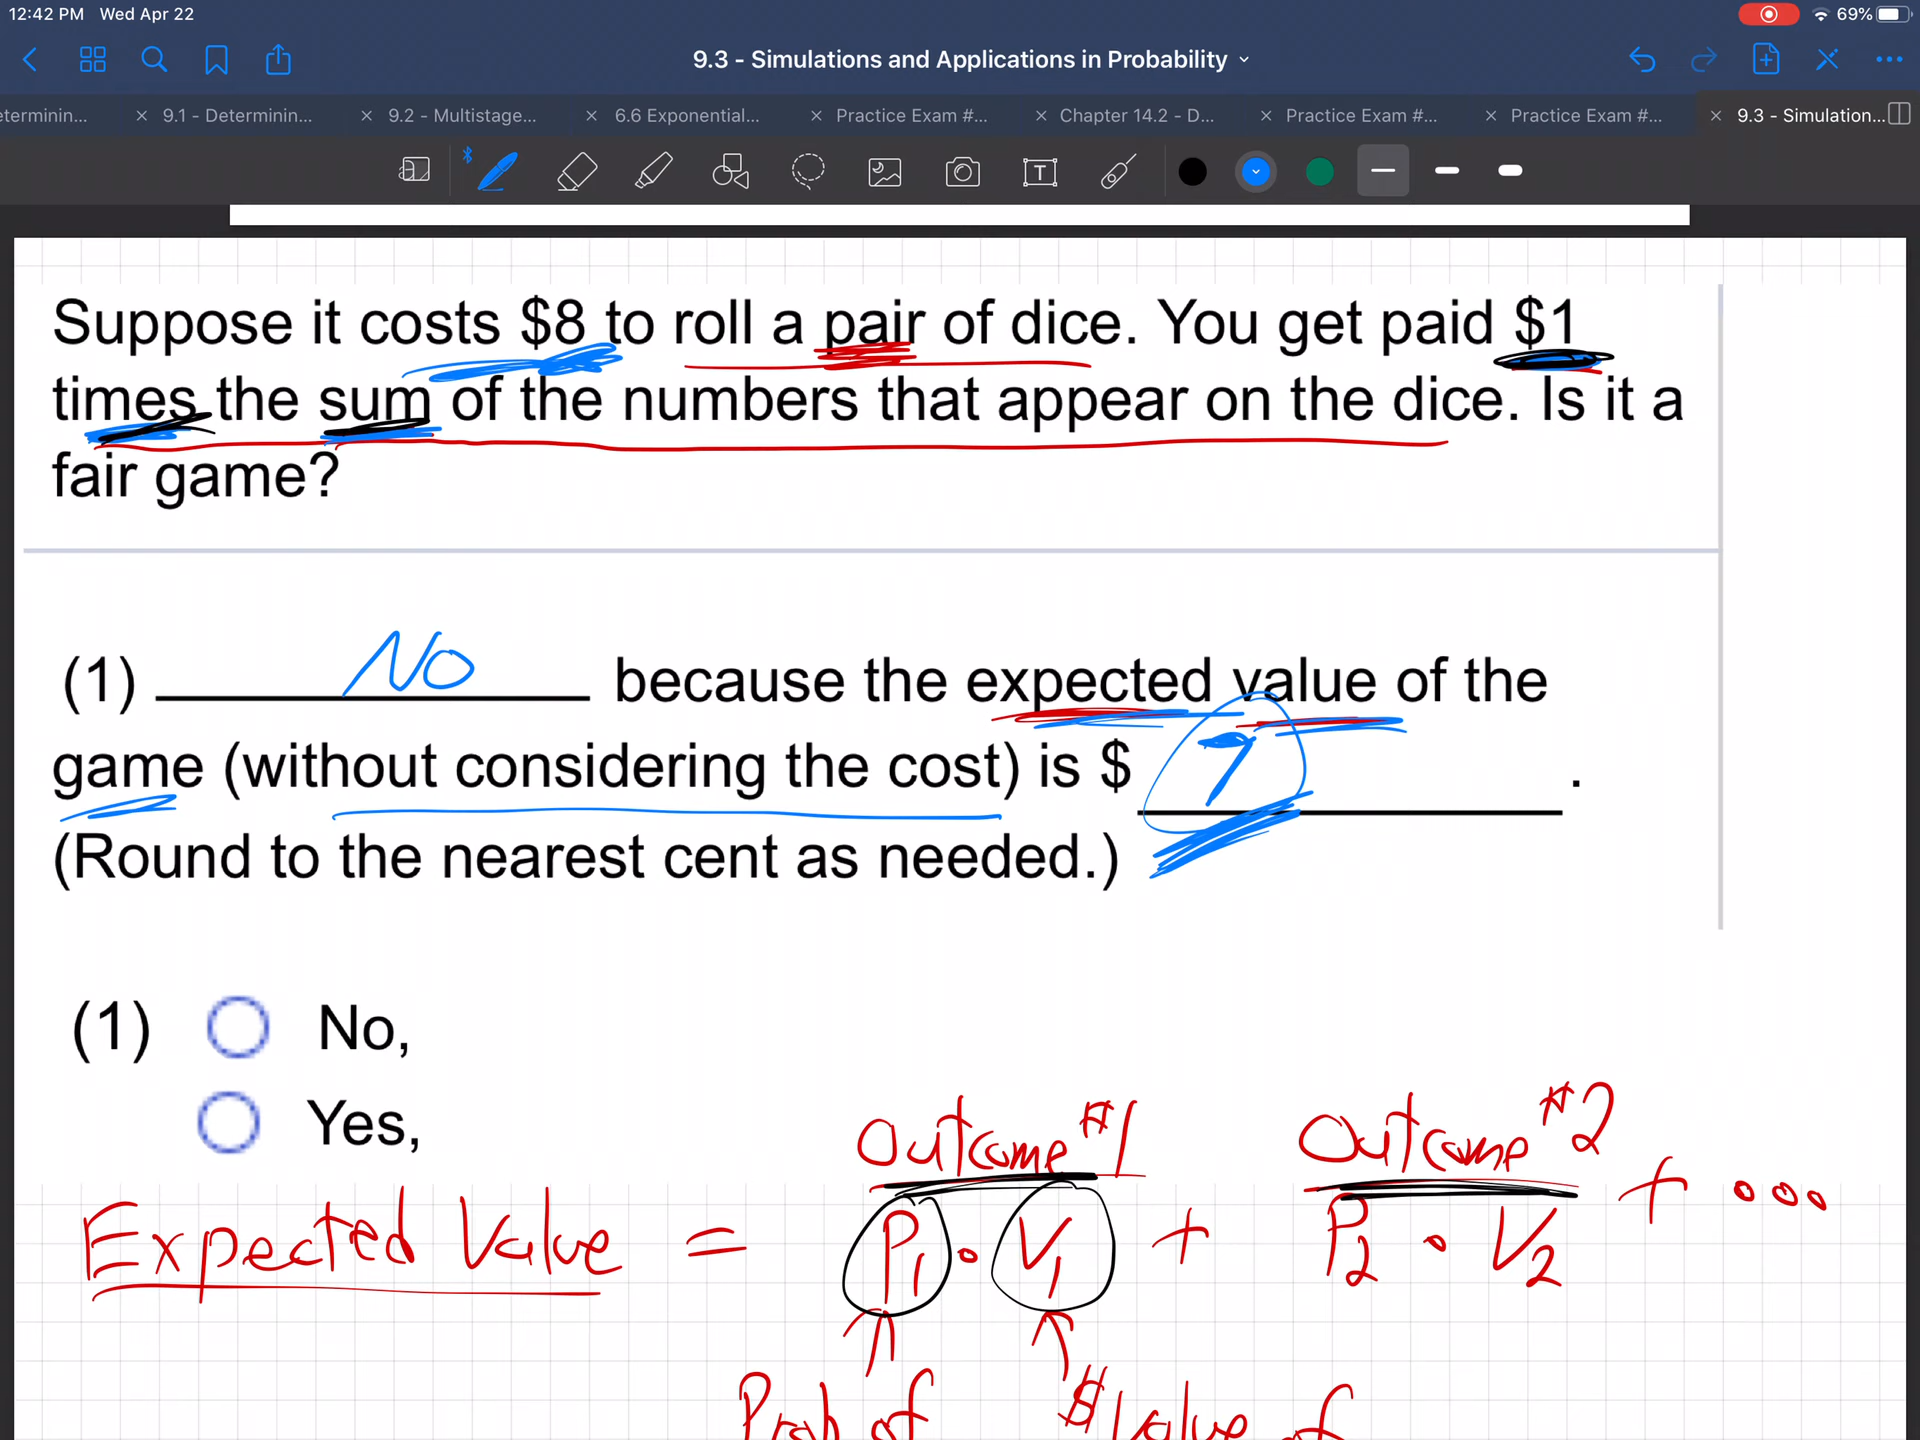 12:42 PM Wed Apr 22
69%
9.3 - Simulations and Applications in Probability
eterminin...
9.1 - Determinin...
9.2 - Multistage...
6.6 Exponential...
Practice Exam #...
Chapter 14.2 - D...
Practice Exam #...
Practice Exam #...
9.3 - Simulation...
T
Suppose it costs $8 to roll a pair of dice. You get paid $1
times the sum of the numbers that appear on the dice. Is it a
fair game?
(1) No because the expected value of the
game (without considering the cost) is $ 7 .
(Round to the nearest cent as needed.)
(1) No,
Yes,
Outcome #1 Outcome #2
Expected Value = P1 • V1 + P2 • V2 + ooo
Prob of $Value of